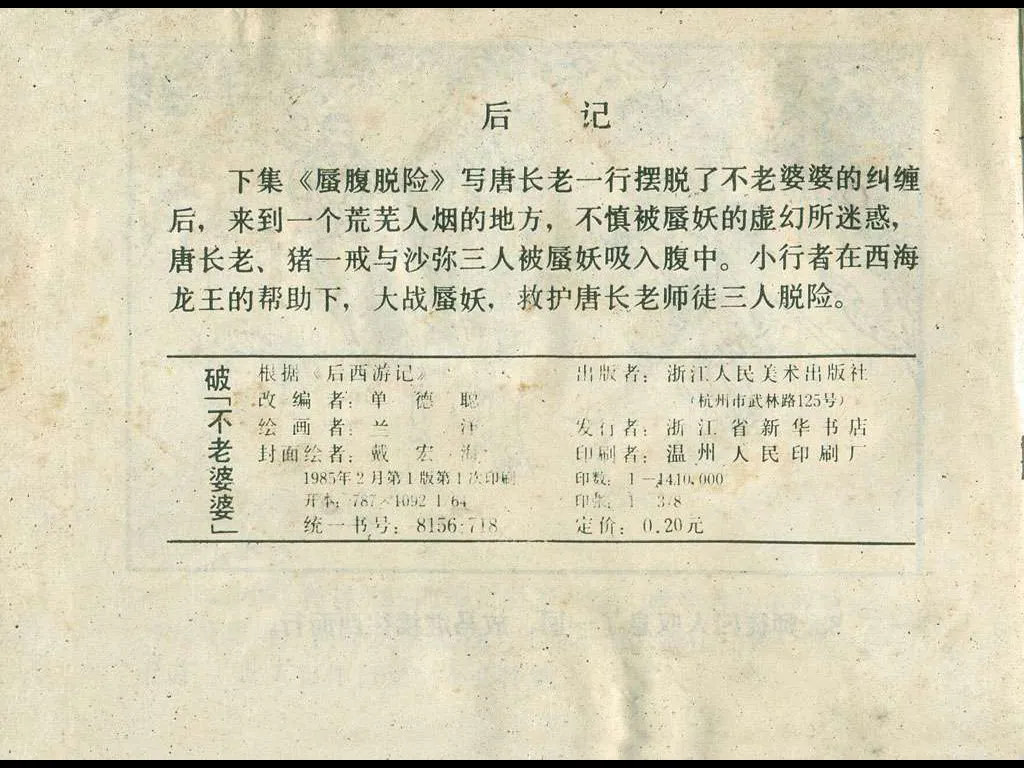 后 记
下集《蜃腹脱险》写唐长老一行摆脱了不老婆婆的纠缠
后，来到一个荒芜人烟的地方，不慎被蜃妖的虚幻所迷惑，
唐长老、猪一戒与沙弥三人被蜃妖吸入腹中。小行者在西海
龙王的帮助下，大战蜃妖，救护唐长老师徒三人脱险。
破「不老婆婆」
根据《后西游记》
改编者：单德聪
绘画者：兰
封面绘者：戴宏海
1985年2月第1版第1次印刷
开本：787×1092 1/64
统一书号：8156·718
出版者：浙江人民美术出版社
（杭州市武林路125号）
发行者：浙江省新华书店
印刷者：温州人民印刷厂
印数：1—1410,000
印张：1 3/8
定价：0.20元